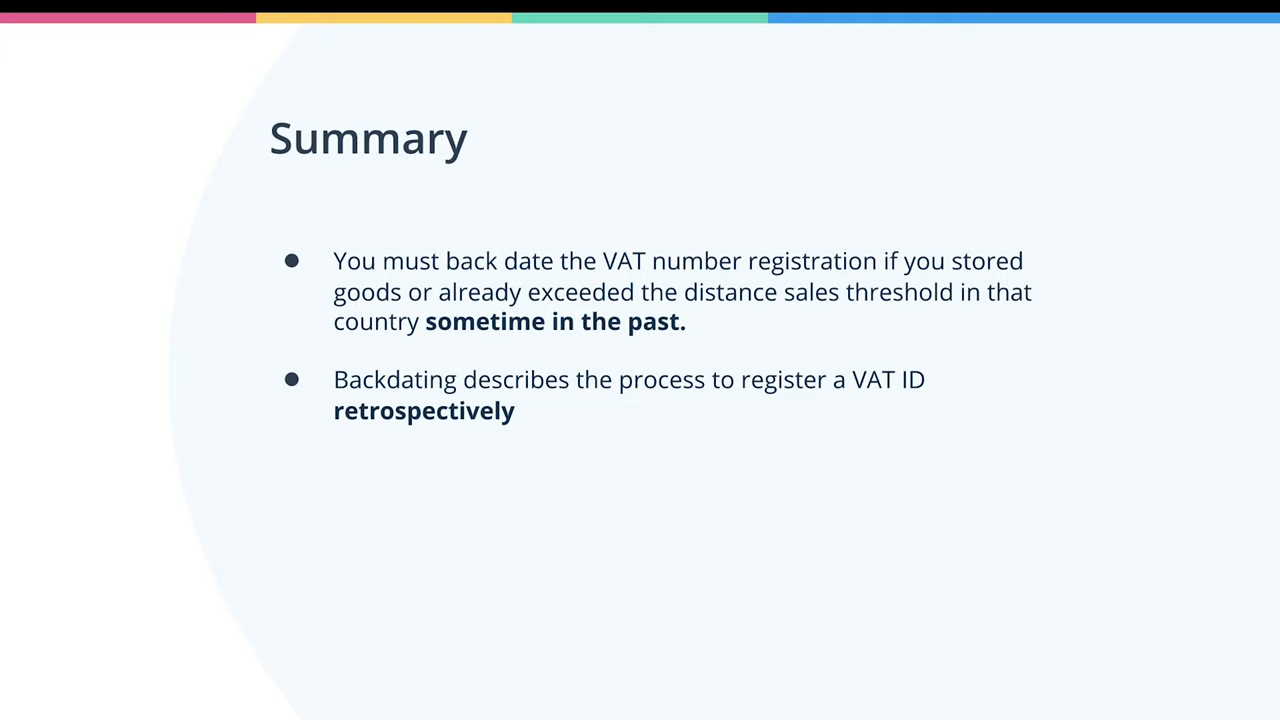 Summary
● You must back date the VAT number registration if you stored
goods or already exceeded the distance sales threshold in that
country sometime in the past.
● Backdating describes the process to register a VAT ID
retrospectively